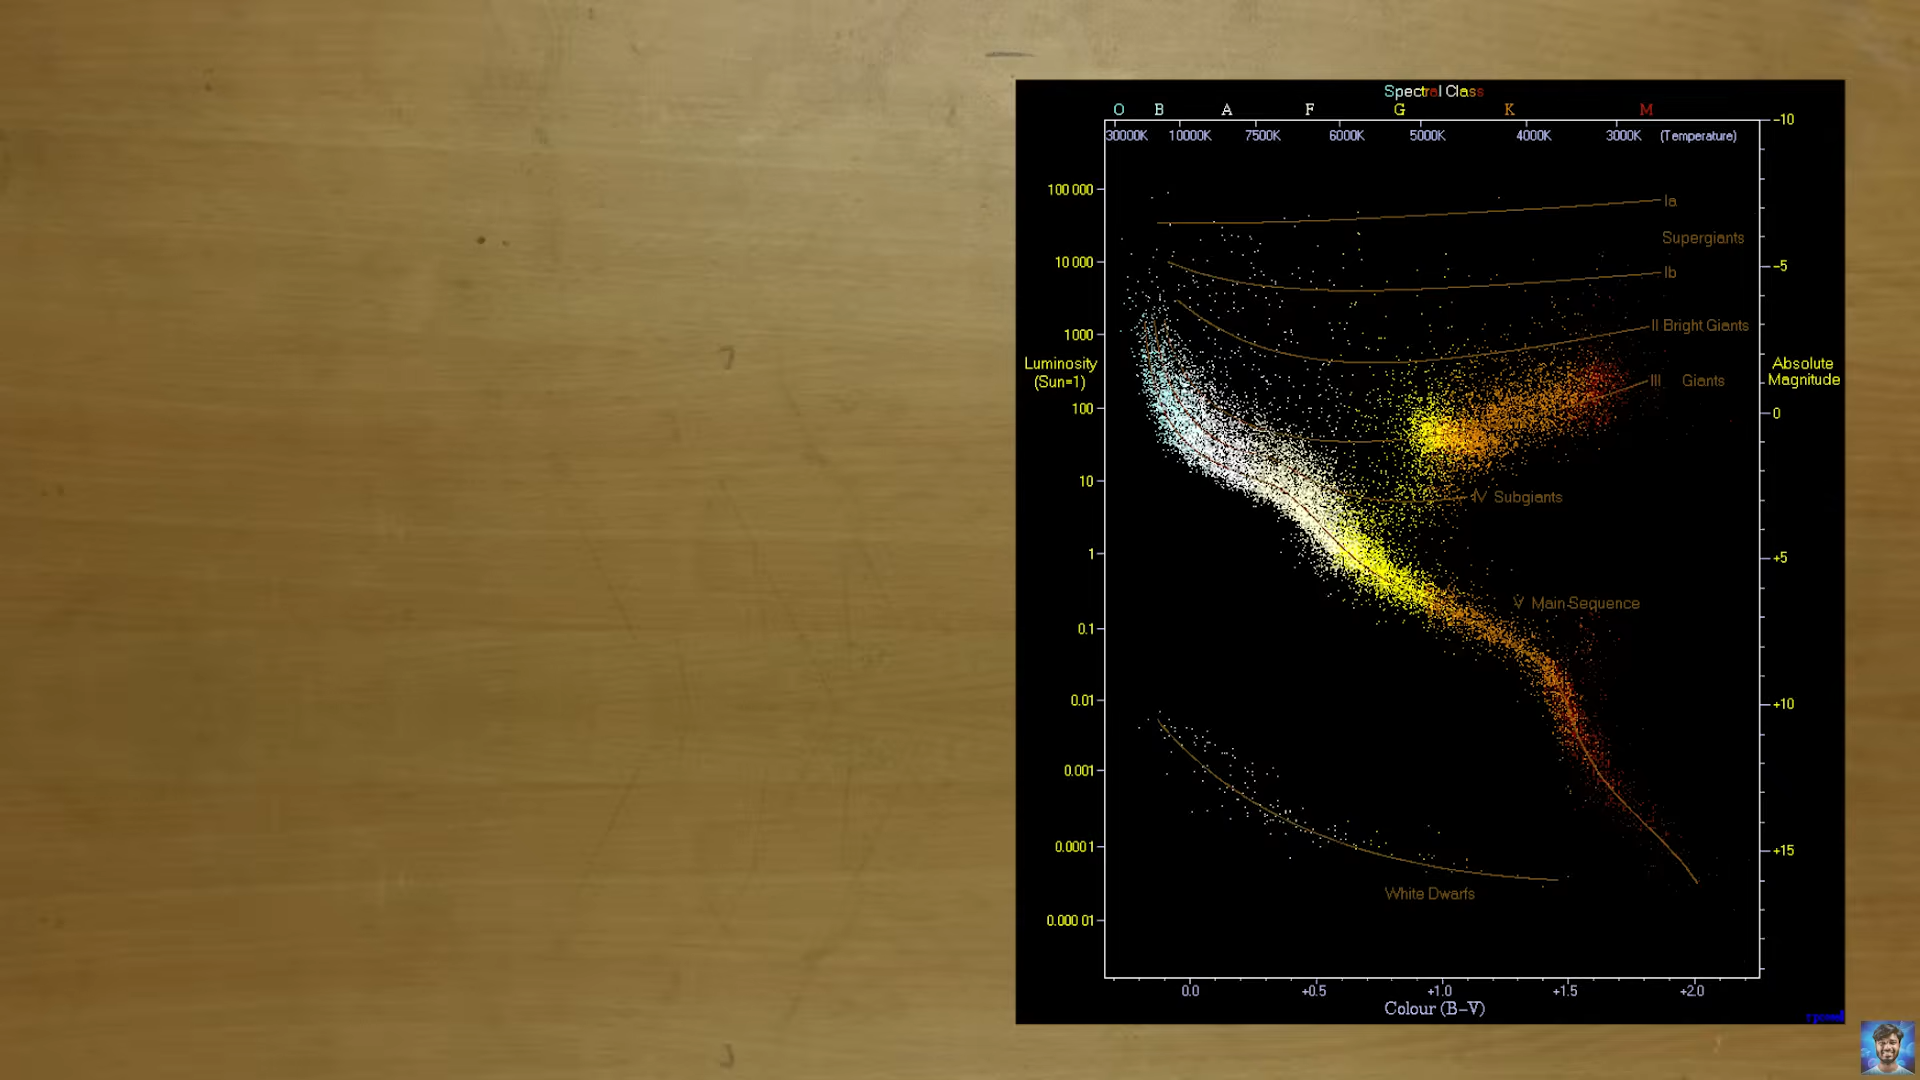 Spectral Class
O B A F G K M
30000K 10000K 7500K 6000K 5000K 4000K 3000K (Temperature)
-10
100 000
Ia
Supergiants
10 000
-5
Ib
1000
II Bright Giants
Luminosity
(Sun=1)
Absolute
Magnitude
III Giants
100
0
10
IV Subgiants
1
+5
V Main Sequence
0.1
0.01
+10
0.001
0.0001
+15
White Dwarfs
0.000 01
0.0 +0.5 +1.0 +1.5 +2.0
Colour (B-V)